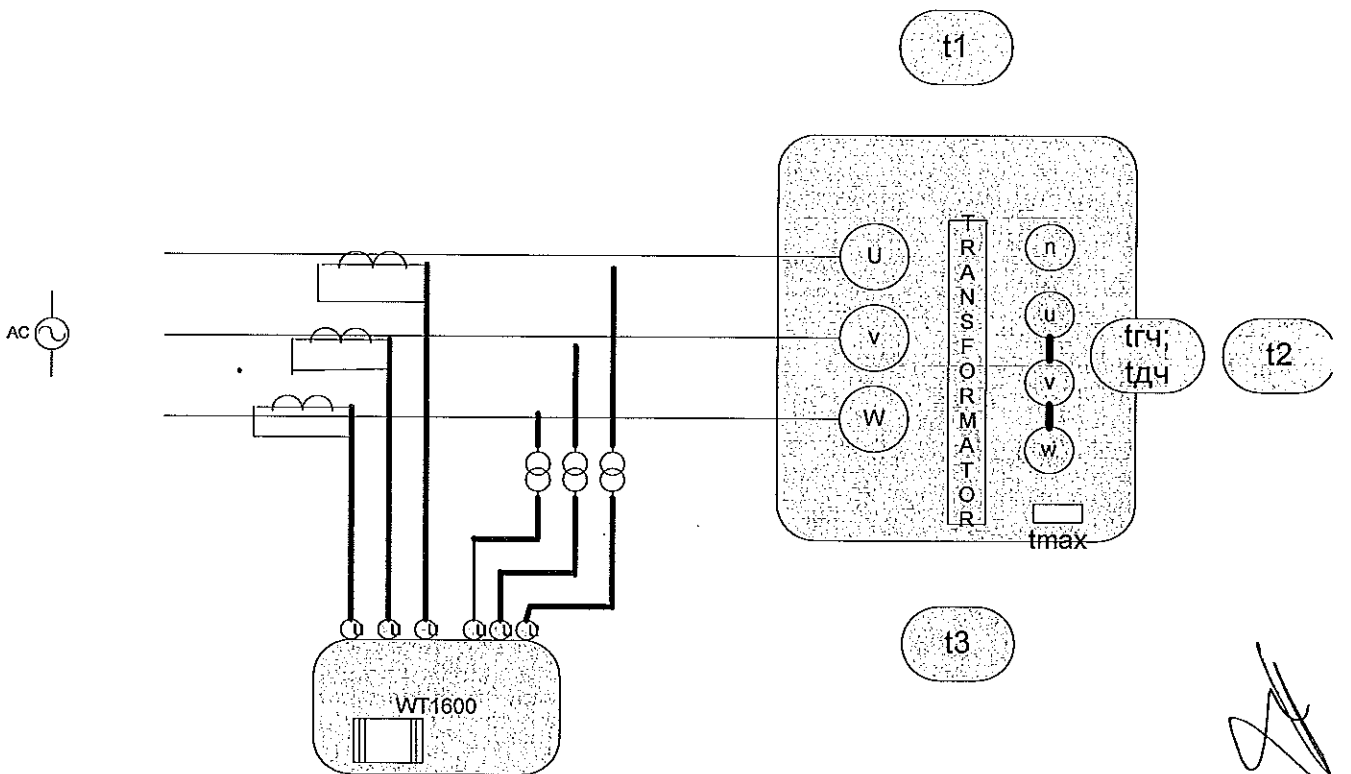 t1
AC
U
v
W
TRANSFORMATOR
n
u
v
w
tгч;
tдч
t2
tmax
t3
u
u
u
u
WT1600